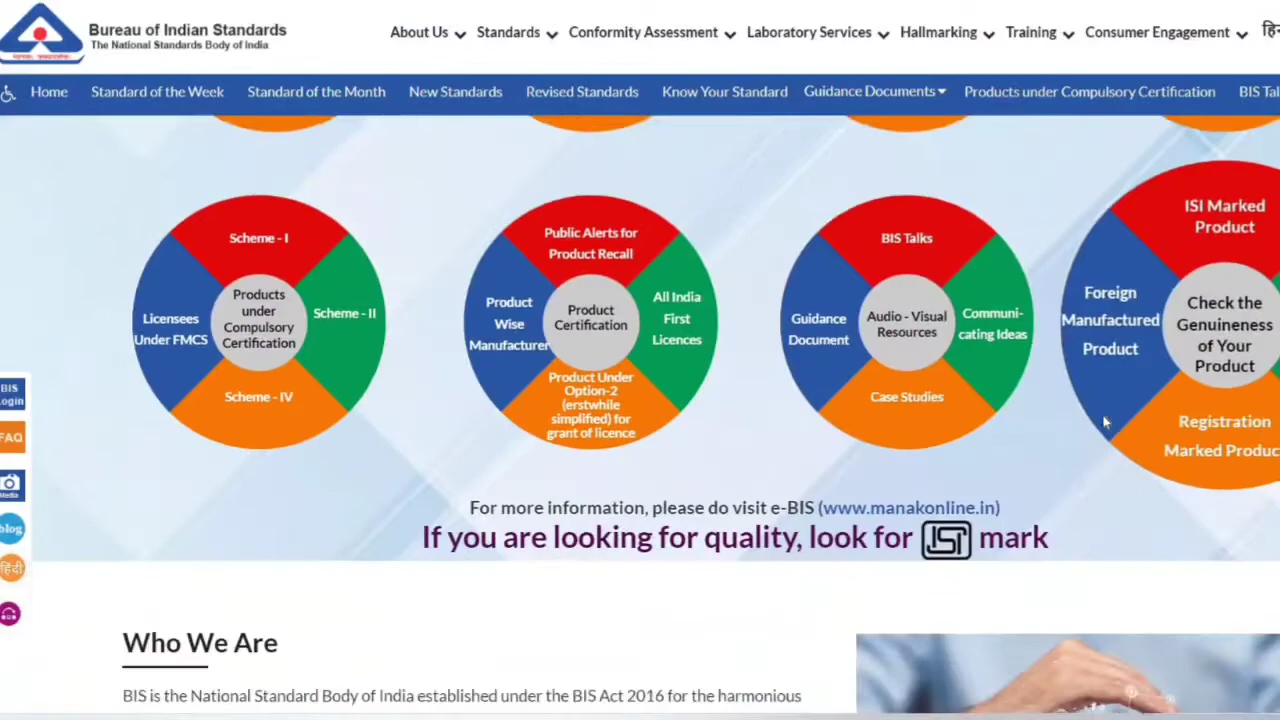 Bureau of Indian Standards
The National Standards Body of India
About Us
Standards
Conformity Assessment
Laboratory Services
Hallmarking
Training
Consumer Engagement
Home
Standard of the Week
Standard of the Month
New Standards
Revised Standards
Know Your Standard
Guidance Documents
Products under Compulsory Certification
BIS
Scheme - I
Licensees
Under FMCS
Products
under
Compulsory
Certification
Scheme - II
Scheme - IV
Public Alerts for
Product Recall
Product
Wise
Manufacturer
Product
Certification
All India
First
Licences
Product Under
Option-2
(erstwhile
simplified) for
grant of licence
BIS Talks
Guidance
Document
Audio - Visual
Resources
Communi-
cating Ideas
Case Studies
ISI Marked
Product
Foreign
Manufactured
Product
Check the
Genuineness
of Your
Product
Registration
Marked
BIS
Login
FAQ
Media
blog
हिंदी
For more information, please do visit e-BIS (www.manakonline.in)
If you are looking for quality, look for ISI mark
Who We Are
BIS is the National Standard Body of India established under the BIS Act 2016 for the harmonious